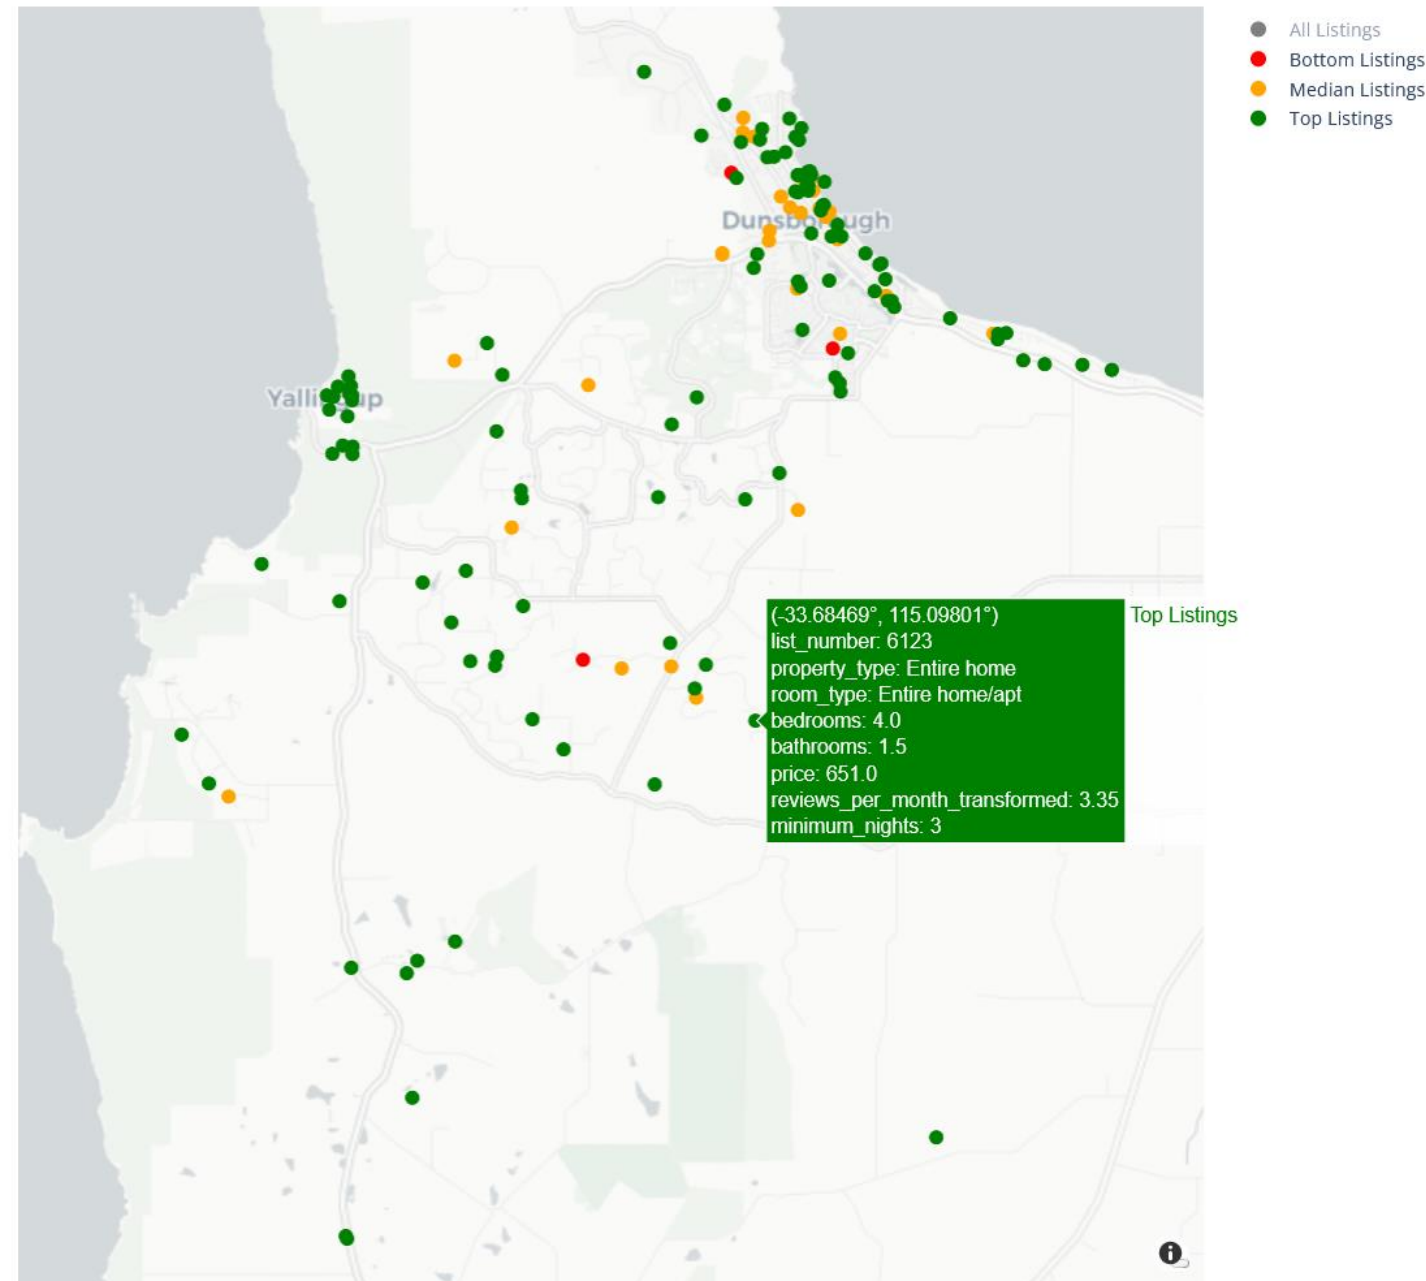 All Listings
Bottom Listings
Median Listings
Top Listings
Dunsborough
Yallingup
(-33.68469°, 115.09801°)
Top Listings
list_number: 6123
property_type: Entire home
room_type: Entire home/apt
bedrooms: 4.0
bathrooms: 1.5
price: 651.0
reviews_per_month_transformed: 3.35
minimum_nights: 3
i